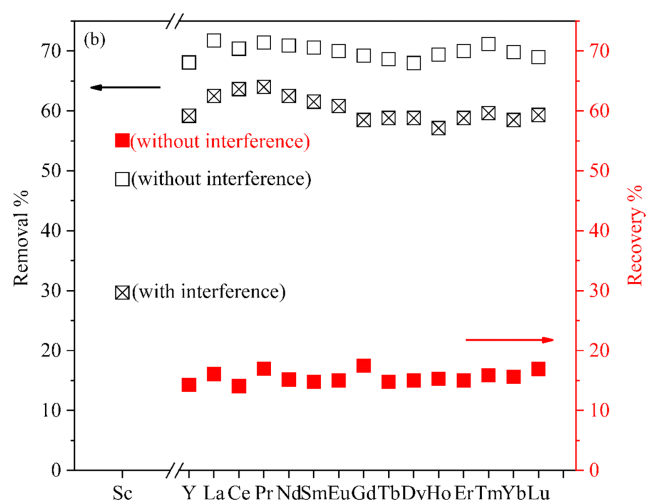 (b)
70
60
50
40
30
20
10
0
Removal %
70
60
50
40
30
20
10
0
Recovery %
(without interference)
(without interference)
(with interference)
Sc Y La Ce Pr Nd Sm Eu Gd Tb Dy Ho Er Tm Yb Lu